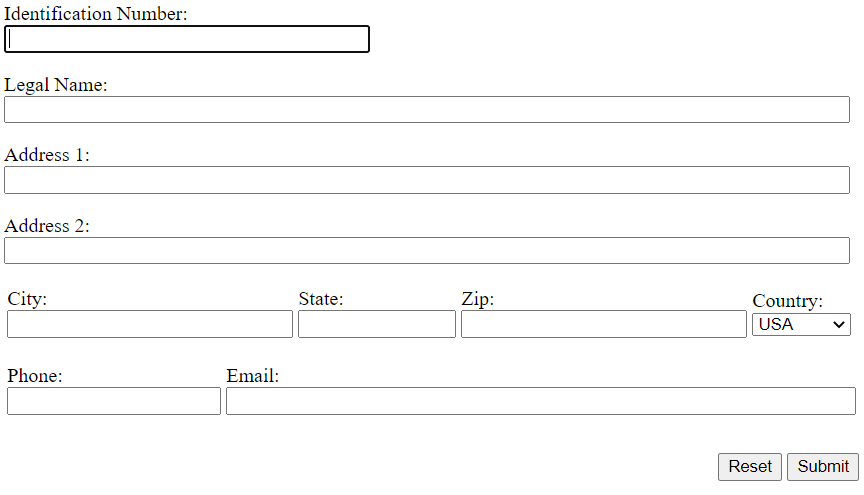 Identification Number:
Legal Name:
Address 1:
Address 2:
City: State: Zip: Country:
USA
Phone: Email:
Reset Submit